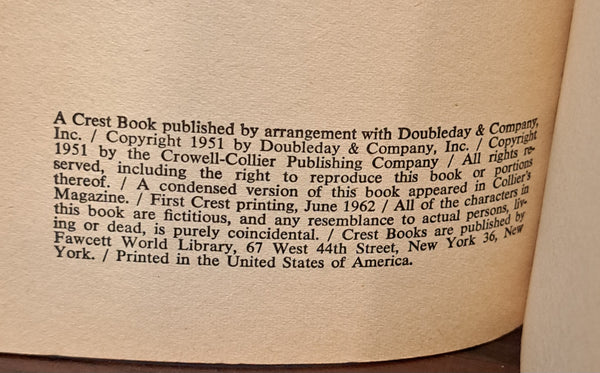 A Crest Book published by arrangement with Doubleday & Company,
Inc. / Copyright 1951 by Doubleday & Company, Inc. / Copyright
1951 by the Crowell-Collier Publishing Company / All rights re-
served, including the right to reproduce this book or portions
thereof. / A condensed version of this book appeared in Collier's
Magazine. / First Crest printing, June 1962 / All of the characters in
this book are fictitious, and any resemblance to actual persons, liv-
ing or dead, is purely coincidental. / Crest Books are published by
Fawcett World Library, 67 West 44th Street, New York 36, New
York. / Printed in the United States of America.